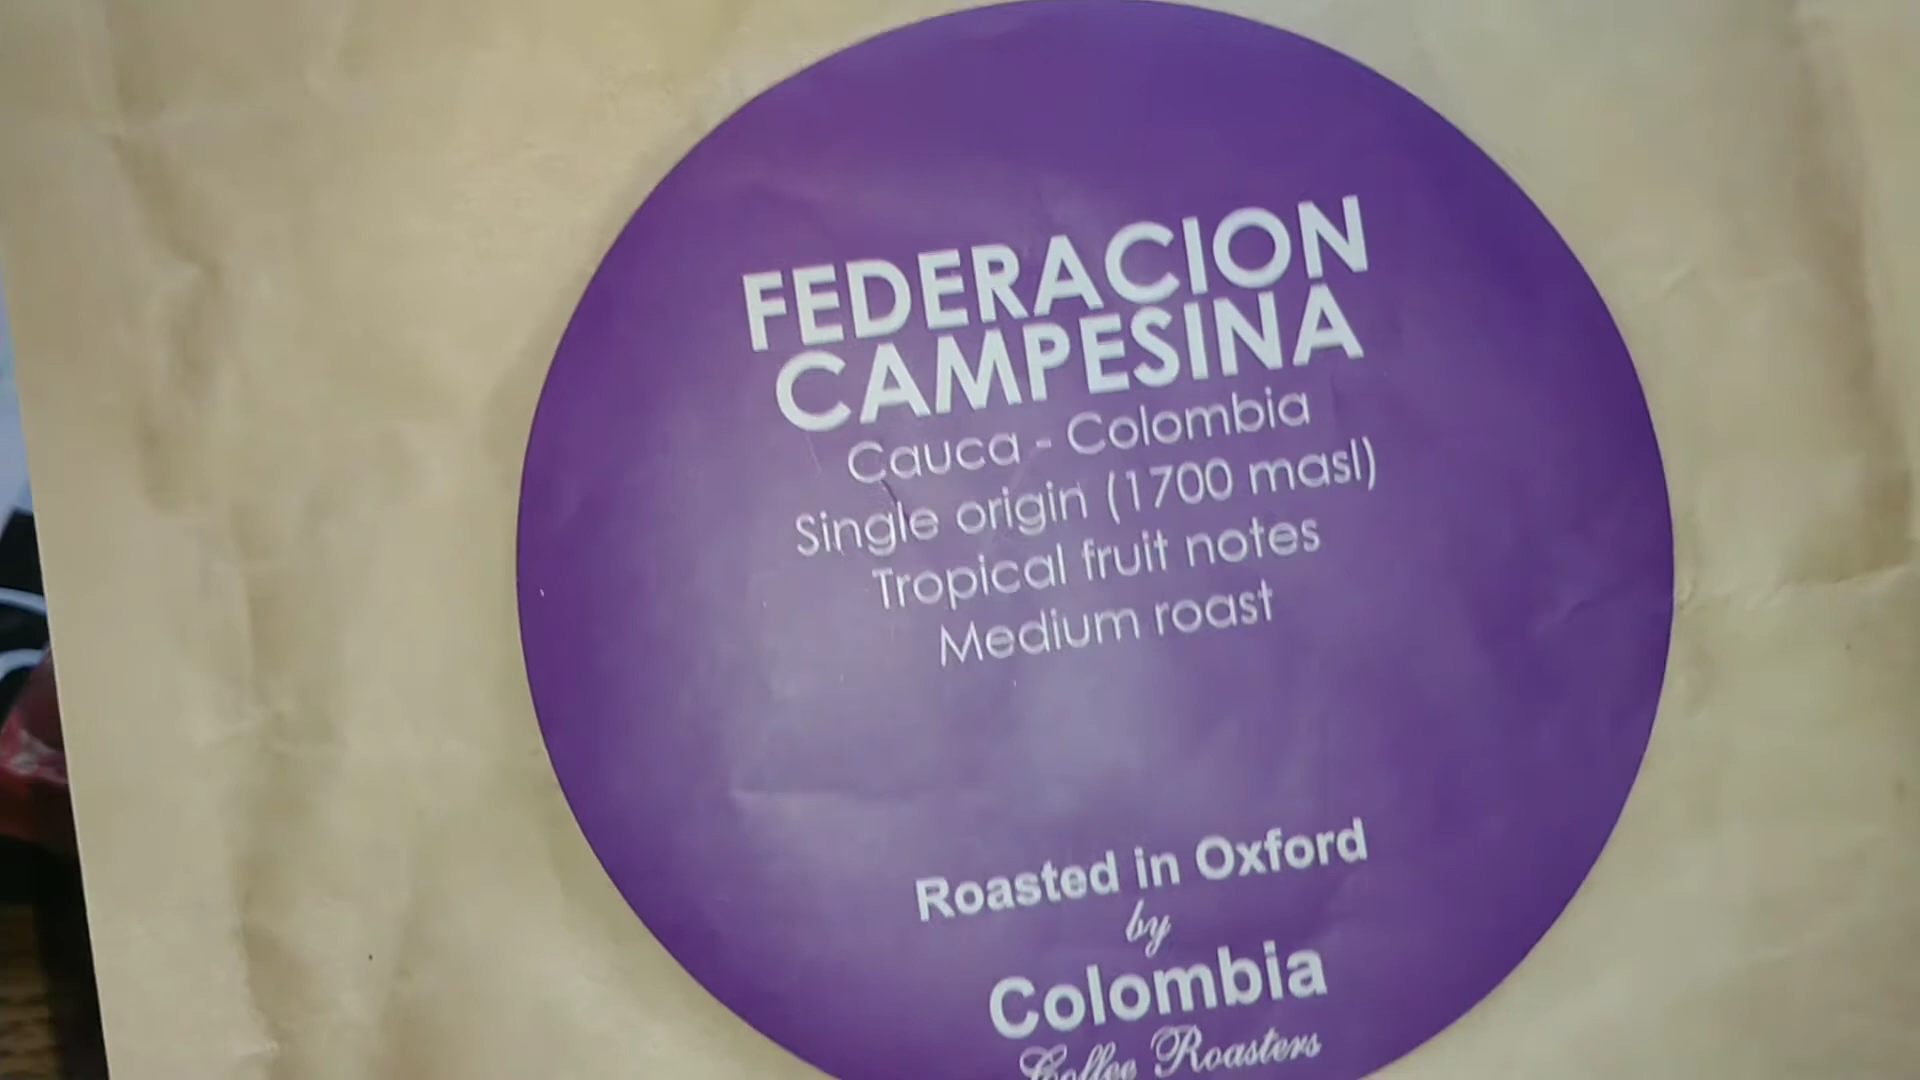 FEDERACION
CAMPESINA
Cauca - Colombia
Single origin (1700 masl)
Tropical fruit notes
Medium roast
Roasted in Oxford
by
Colombia
Coffee Roasters